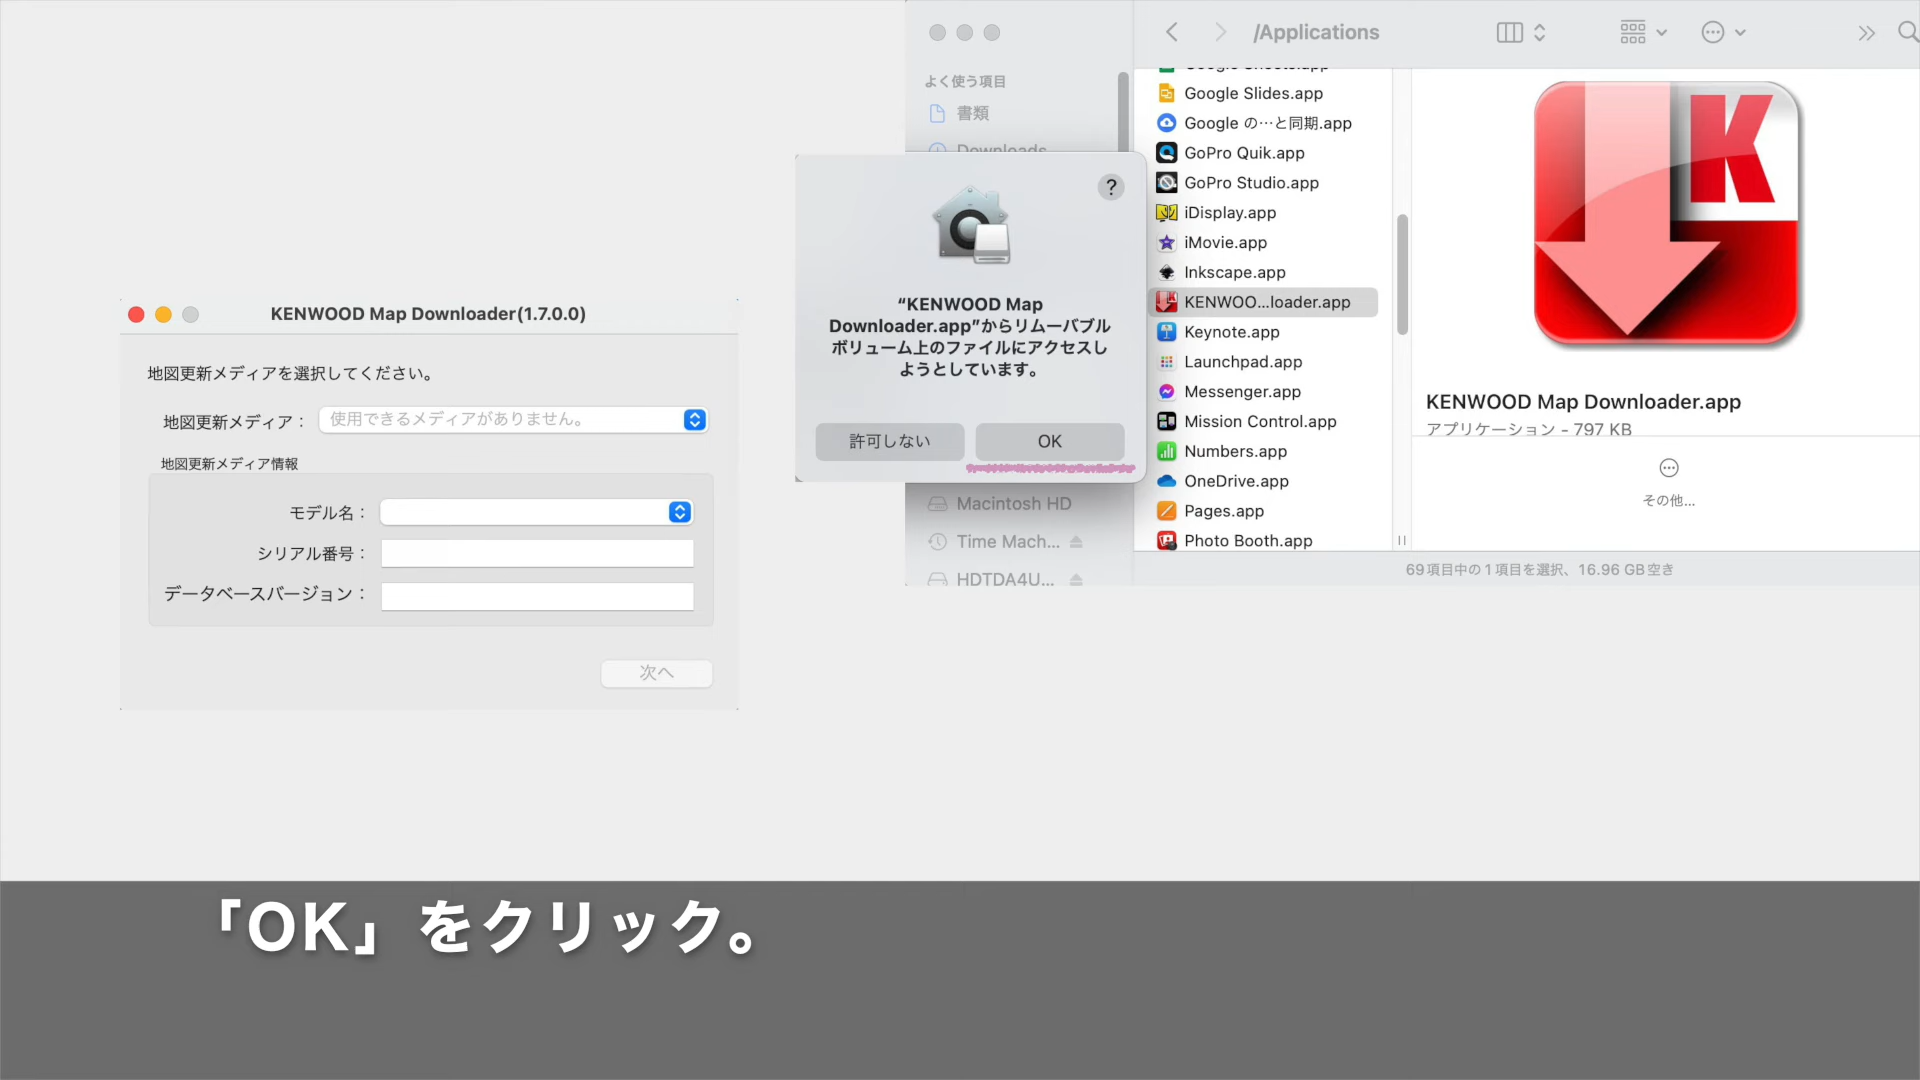 KENWOOD Map Downloader(1.7.0.0)
地図更新メディアを選択してください。
地図更新メディア：
使用できるメディアがありません。
地図更新メディア情報
モデル名：
シリアル番号：
データベースバージョン：
次へ
よく使う項目
書類
Downloads
?
“KENWOOD Map
Downloader.app”からリムーバブル
ボリューム上のファイルにアクセスし
ようとしています。
許可しない
OK
Macintosh HD
Time Mach...
HDTDA4U...
/Applications
Google Sheets.app
Google Slides.app
Google の…と同期.app
GoPro Quik.app
GoPro Studio.app
iDisplay.app
iMovie.app
Inkscape.app
KENWOO...loader.app
Keynote.app
Launchpad.app
Messenger.app
Mission Control.app
Numbers.app
OneDrive.app
Pages.app
Photo Booth.app
K
KENWOOD Map Downloader.app
アプリケーション - 797 KB
その他...
69項目中の1項目を選択、16.96 GB空き
「OK」をクリック。